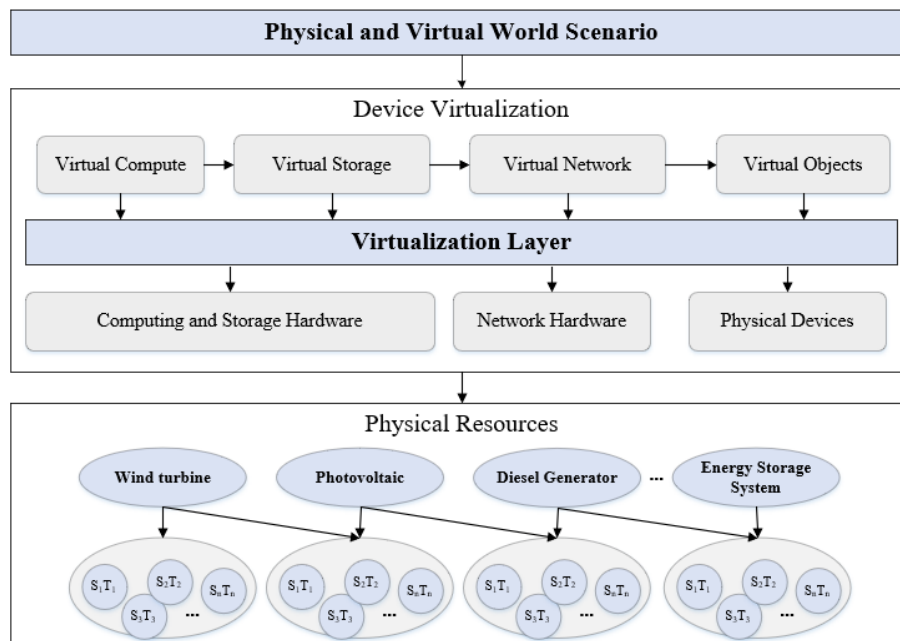 Physical and Virtual World Scenario
Device Virtualization
Virtual Compute
Virtual Storage
Virtual Network
Virtual Objects
Virtualization Layer
Computing and Storage Hardware
Network Hardware
Physical Devices
Physical Resources
Wind turbine
Photovoltaic
Diesel Generator
...
Energy Storage
System
S₁T₁
S₂T₂
SₙTₙ
S₃T₃
...
S₁T₁
S₂T₂
SₙTₙ
S₃T₃
...
S₁T₁
S₂T₂
SₙTₙ
S₃T₃
...
S₁T₁
S₂T₂
SₙTₙ
S₃T₃
...